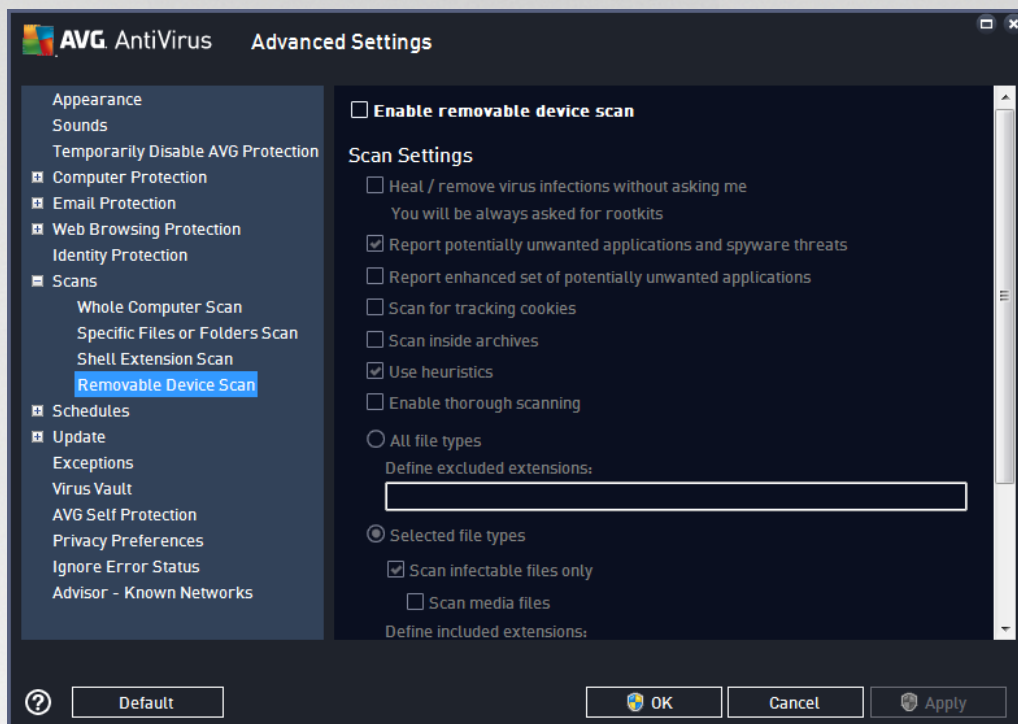 AVG AntiVirus Advanced Settings
Appearance
Sounds
Temporarily Disable AVG Protection
Computer Protection
Email Protection
Web Browsing Protection
Identity Protection
Scans
Whole Computer Scan
Specific Files or Folders Scan
Shell Extension Scan
Removable Device Scan
Schedules
Update
Exceptions
Virus Vault
AVG Self Protection
Privacy Preferences
Ignore Error Status
Advisor - Known Networks
Enable removable device scan
Scan Settings
Heal / remove virus infections without asking me
You will be always asked for rootkits
Report potentially unwanted applications and spyware threats
Report enhanced set of potentially unwanted applications
Scan for tracking cookies
Scan inside archives
Use heuristics
Enable thorough scanning
All file types
Define excluded extensions:
Selected file types
Scan infectable files only
Scan media files
Define included extensions:
? Default OK Cancel Apply